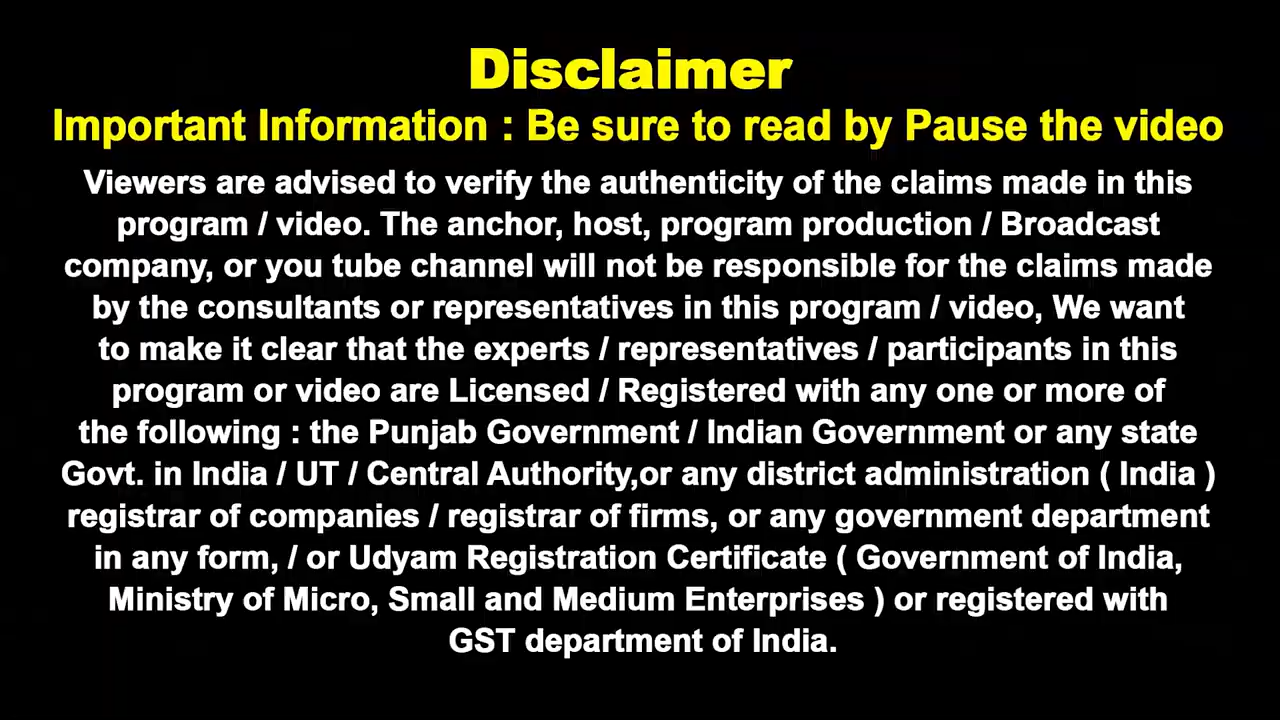 Disclaimer
Important Information : Be sure to read by Pause the video
Viewers are advised to verify the authenticity of the claims made in this
program / video. The anchor, host, program production / Broadcast
company, or you tube channel will not be responsible for the claims made
by the consultants or representatives in this program / video, We want
to make it clear that the experts / representatives / participants in this
program or video are Licensed / Registered with any one or more of
the following : the Punjab Government / Indian Government or any state
Govt. in India / UT / Central Authority,or any district administration ( India )
registrar of companies / registrar of firms, or any government department
in any form, / or Udyam Registration Certificate ( Government of India,
Ministry of Micro, Small and Medium Enterprises ) or registered with
GST department of India.